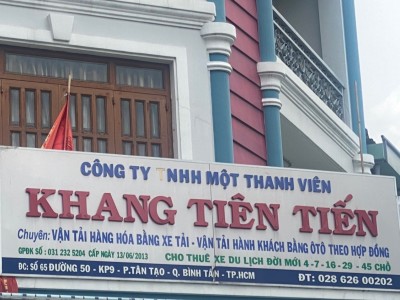 CÔNG TY TNHH MỘT THANH VIÊN
KHANG TIÊN TIẾN
Chuyên: VẬN TẢI HÀNG HÓA BẰNG XE TẢI - VẬN TẢI HÀNH KHÁCH BẰNG ÔTÔ THEO HỢP ĐỒNG
GPĐK SỐ: 031 232 5204 CẤP NGÀY 13/06/2013 CHO THUÊ XE DU LỊCH ĐỜI MỚI 4-7-16-29-45 CHỖ
ĐC: SỐ 65 ĐƯỜNG 50 - KP9 - P.TÂN TẠO - Q. BÌNH TÂN - TP.HCM ĐT: 028 626 00202